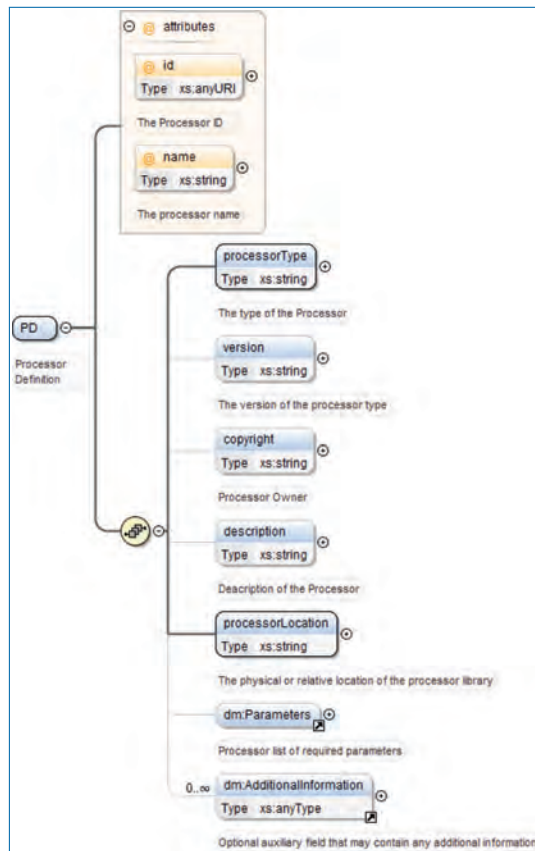 @ attributes
@ id
Type xs:anyURI
The Processor ID
@ name
Type xs:string
The processor name
processorType
Type xs:string
The type of the Processor
PD
Processor
Definition
version
Type xs:string
The version of the processor type
copyright
Type xs:string
Processor Owner
description
Type xs:string
Deacription of the Processor
processorLocation
Type xs:string
The physical or relative location of the processor library
dm:Parameters
Processor list of required parameters
0..∞
dm:AdditionalInformation
Type xs:anyType
Optional auxiliary field that may contain any additional information